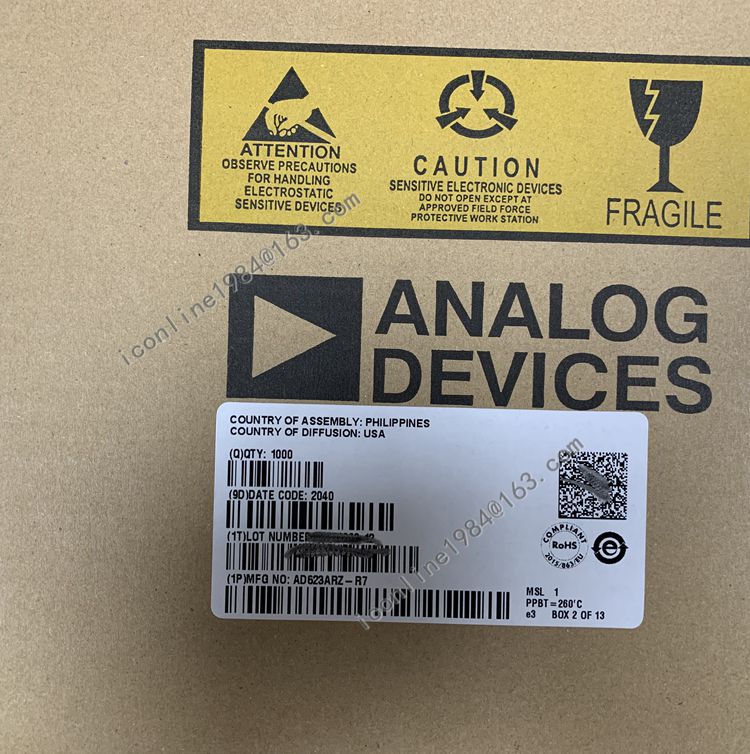 ATTENTION
OBSERVE PRECAUTIONS
FOR HANDLING
ELECTROSTATIC
SENSITIVE DEVICES
CAUTION
SENSITIVE ELECTRONIC DEVICES
DO NOT OPEN EXCEPT AT
APPROVED FIELD FORCE
PROTECTIVE WORK STATION
FRAGILE
iconline1984@163.com
ANALOG
DEVICES
COUNTRY OF ASSEMBLY: PHILIPPINES
COUNTRY OF DIFFUSION: USA
(Q)QTY: 1000
(9D)DATE CODE: 2040
(1T)LOT NUMBER
(1P)MFG NO: AD623ARZ-R7
COMPLIANT
RoHS
2015/863/EU
e
MSL 1
PPBT=260'C
e3 BOX 2 OF 13
iconline1984@163.com